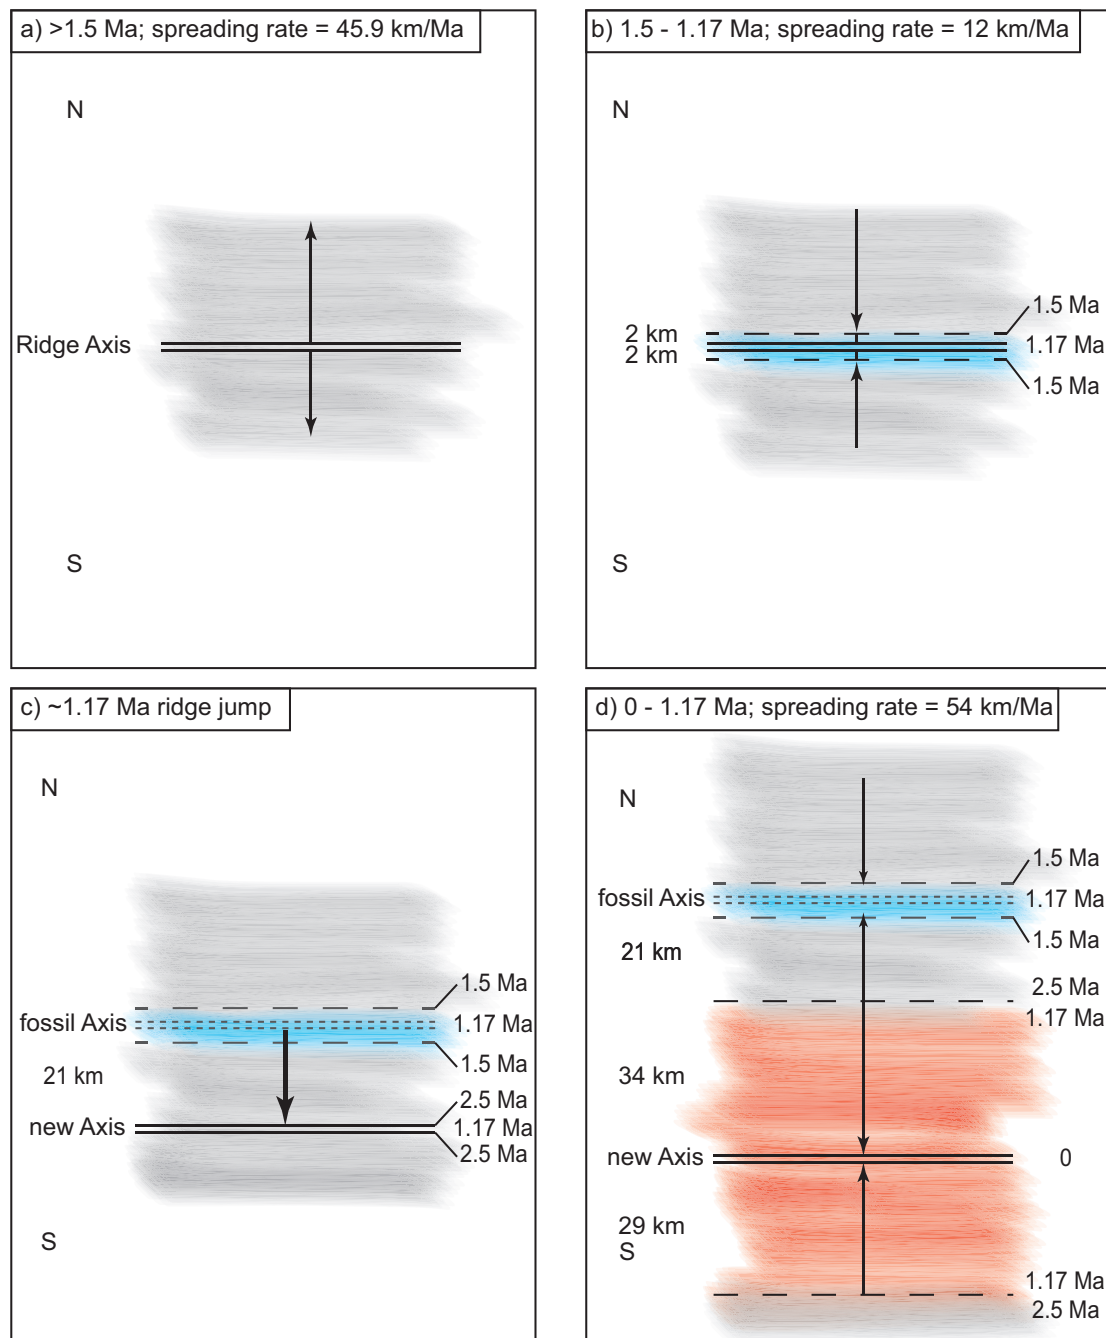 a) >1.5 Ma; spreading rate = 45.9 km/Ma
N
Ridge Axis
S
b) 1.5 - 1.17 Ma; spreading rate = 12 km/Ma
N
1.5 Ma
2 km
1.17 Ma
2 km
1.5 Ma
S
c) ~1.17 Ma ridge jump
N
1.5 Ma
fossil Axis
1.17 Ma
1.5 Ma
21 km
2.5 Ma
new Axis
1.17 Ma
2.5 Ma
S
d) 0 - 1.17 Ma; spreading rate = 54 km/Ma
N
1.5 Ma
fossil Axis
1.17 Ma
1.5 Ma
21 km
2.5 Ma
1.17 Ma
34 km
new Axis
0
29 km
S
1.17 Ma
2.5 Ma